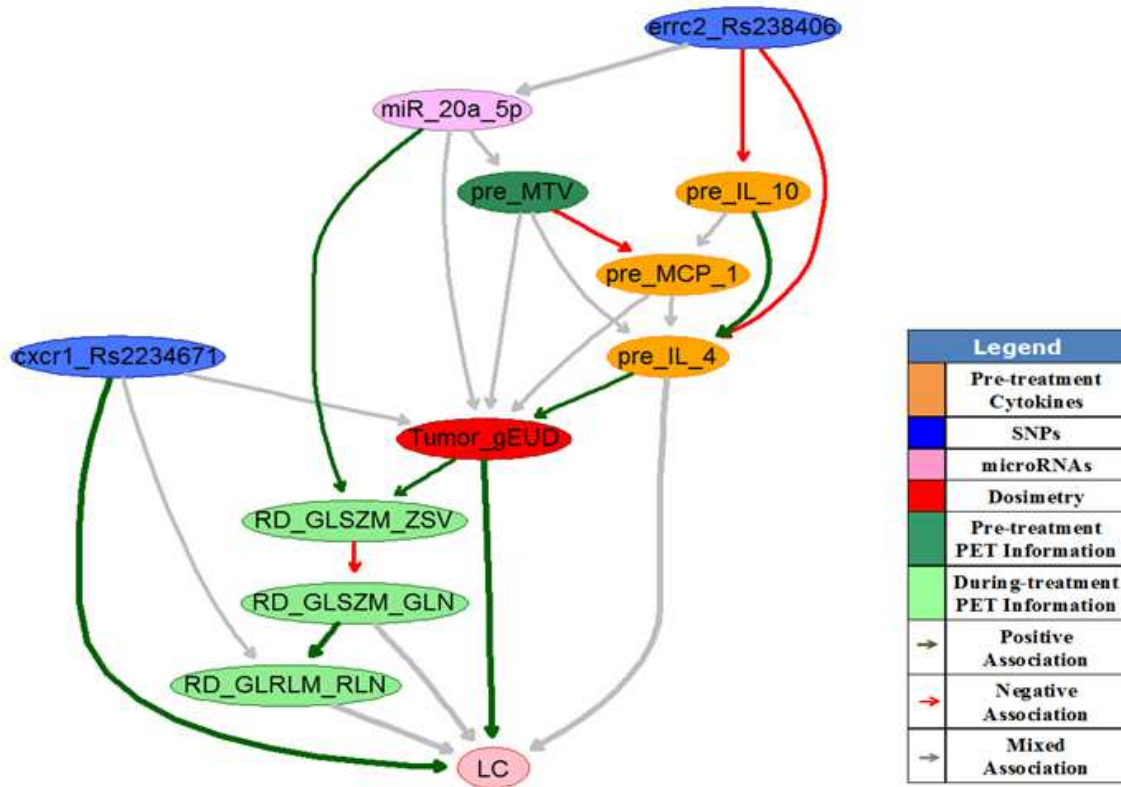 errc2_Rs238406
miR_20a_5p
pre_MTV
pre_IL_10
pre_MCP_1
cxcr1_Rs2234671
pre_IL_4
Tumor_gEUD
RD_GLSZM_ZSV
RD_GLSZM_GLN
RD_GLRLM_RLN
LC
Legend
Pre-treatment
Cytokines
SNPs
microRNAs
Dosimetry
Pre-treatment
PET Information
During-treatment
PET Information
Positive
Association
Negative
Association
Mixed
Association